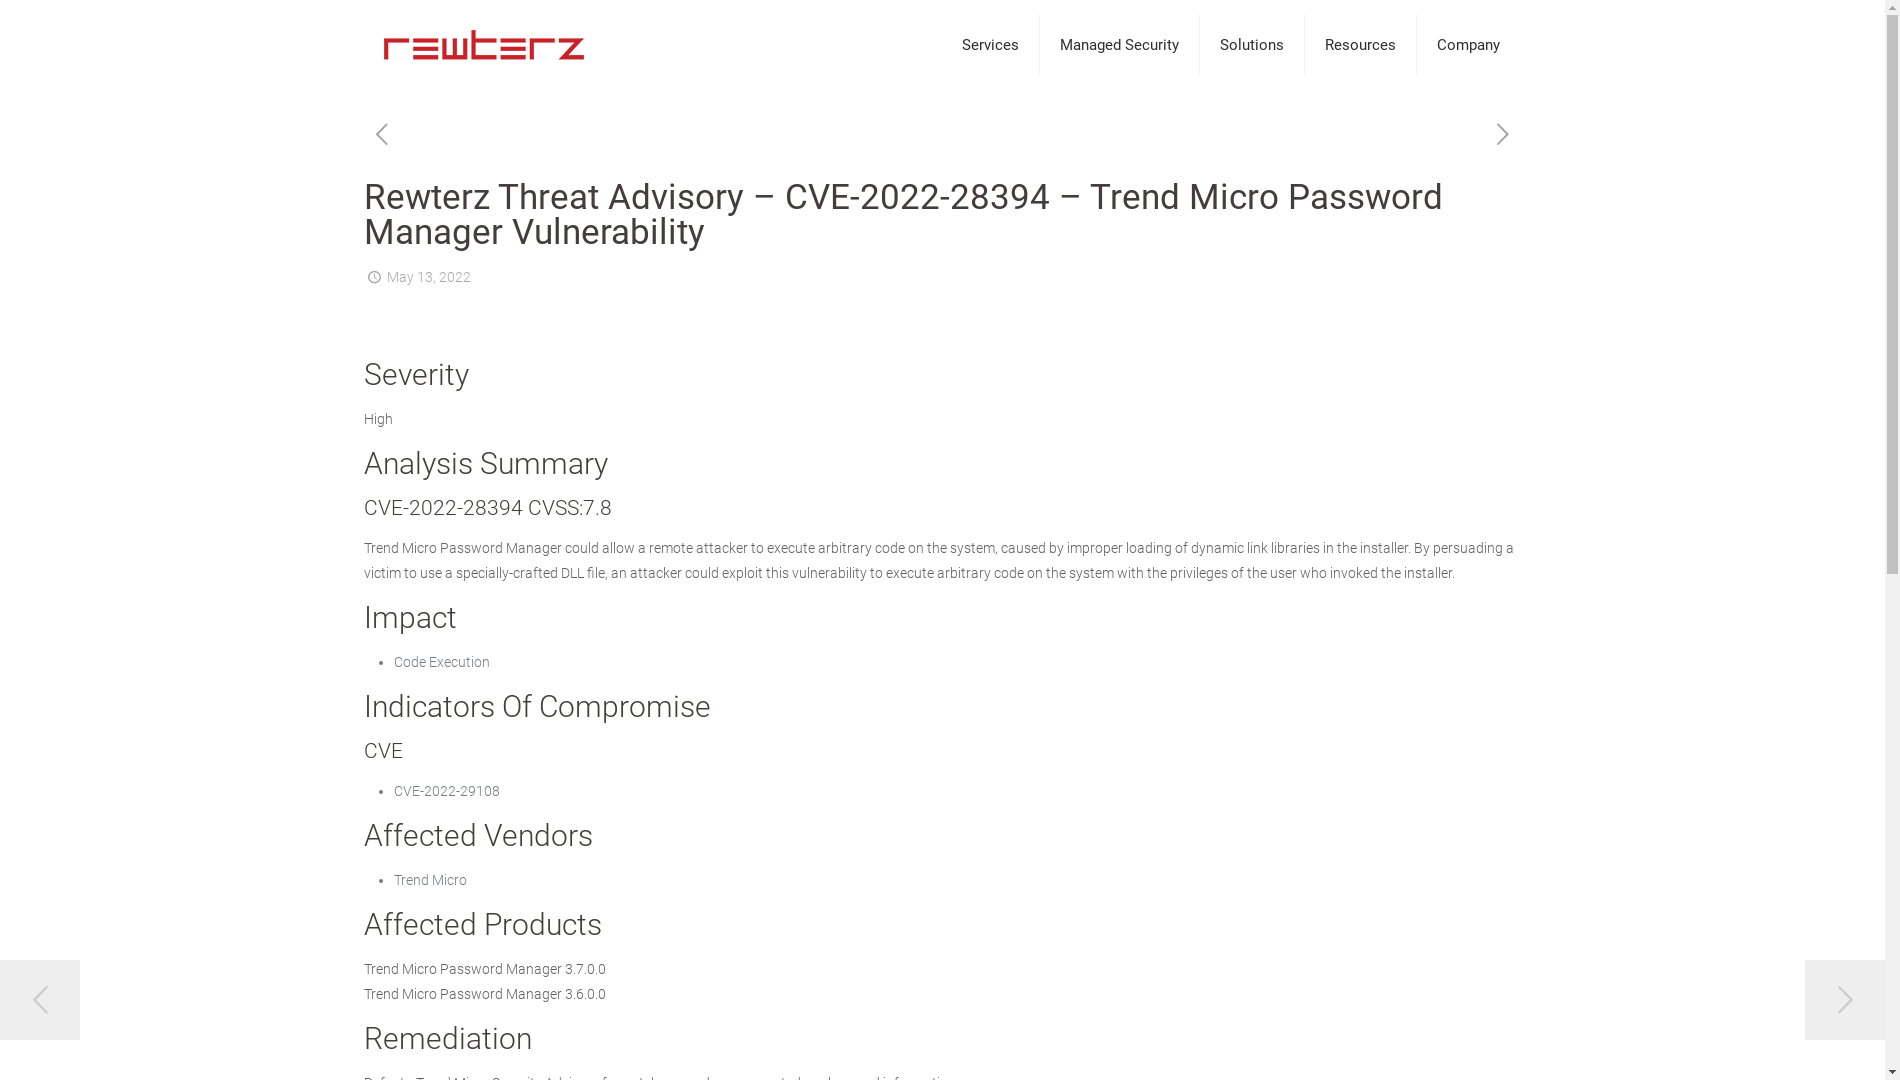 rewterz
Services
Managed Security
Solutions
Resources
Company
Rewterz Threat Advisory – CVE-2022-28394 – Trend Micro Password
Manager Vulnerability
May 13, 2022
Severity
High
Analysis Summary
CVE-2022-28394 CVSS:7.8
Trend Micro Password Manager could allow a remote attacker to execute arbitrary code on the system, caused by improper loading of dynamic link libraries in the installer. By persuading a
victim to use a specially-crafted DLL file, an attacker could exploit this vulnerability to execute arbitrary code on the system with the privileges of the user who invoked the installer.
Impact
• Code Execution
Indicators Of Compromise
CVE
• CVE-2022-29108
Affected Vendors
• Trend Micro
Affected Products
Trend Micro Password Manager 3.7.0.0
Trend Micro Password Manager 3.6.0.0
Remediation